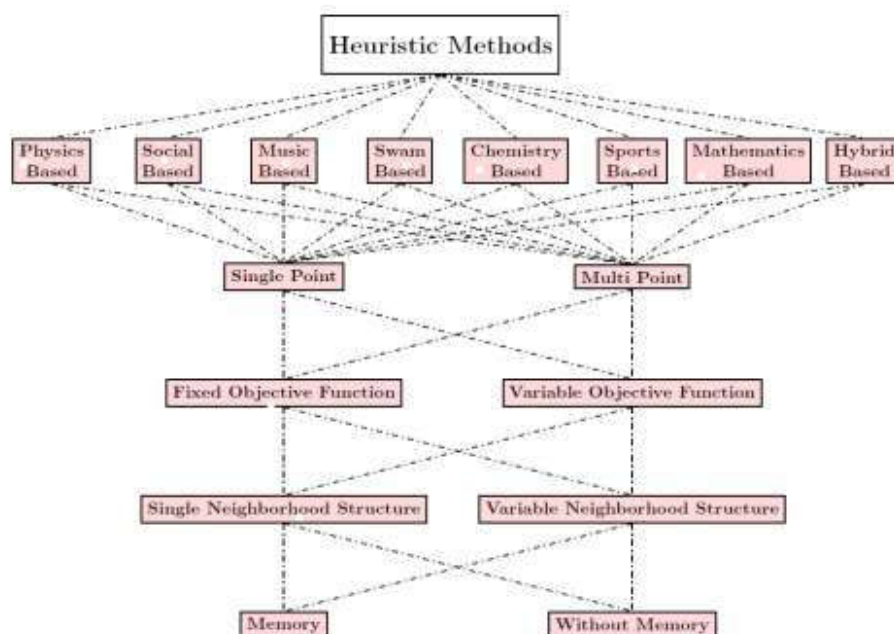 Heuristic Methods
Physics
Based
Social
Based
Music
Based
Swam
Based
Chemistry
Based
Sports
Based
Mathematics
Based
Hybrid
Based
Single Point
Multi Point
Fixed Objective Function
Variable Objective Function
Single Neighborhood Structure
Variable Neighborhood Structure
Memory
Without Memory